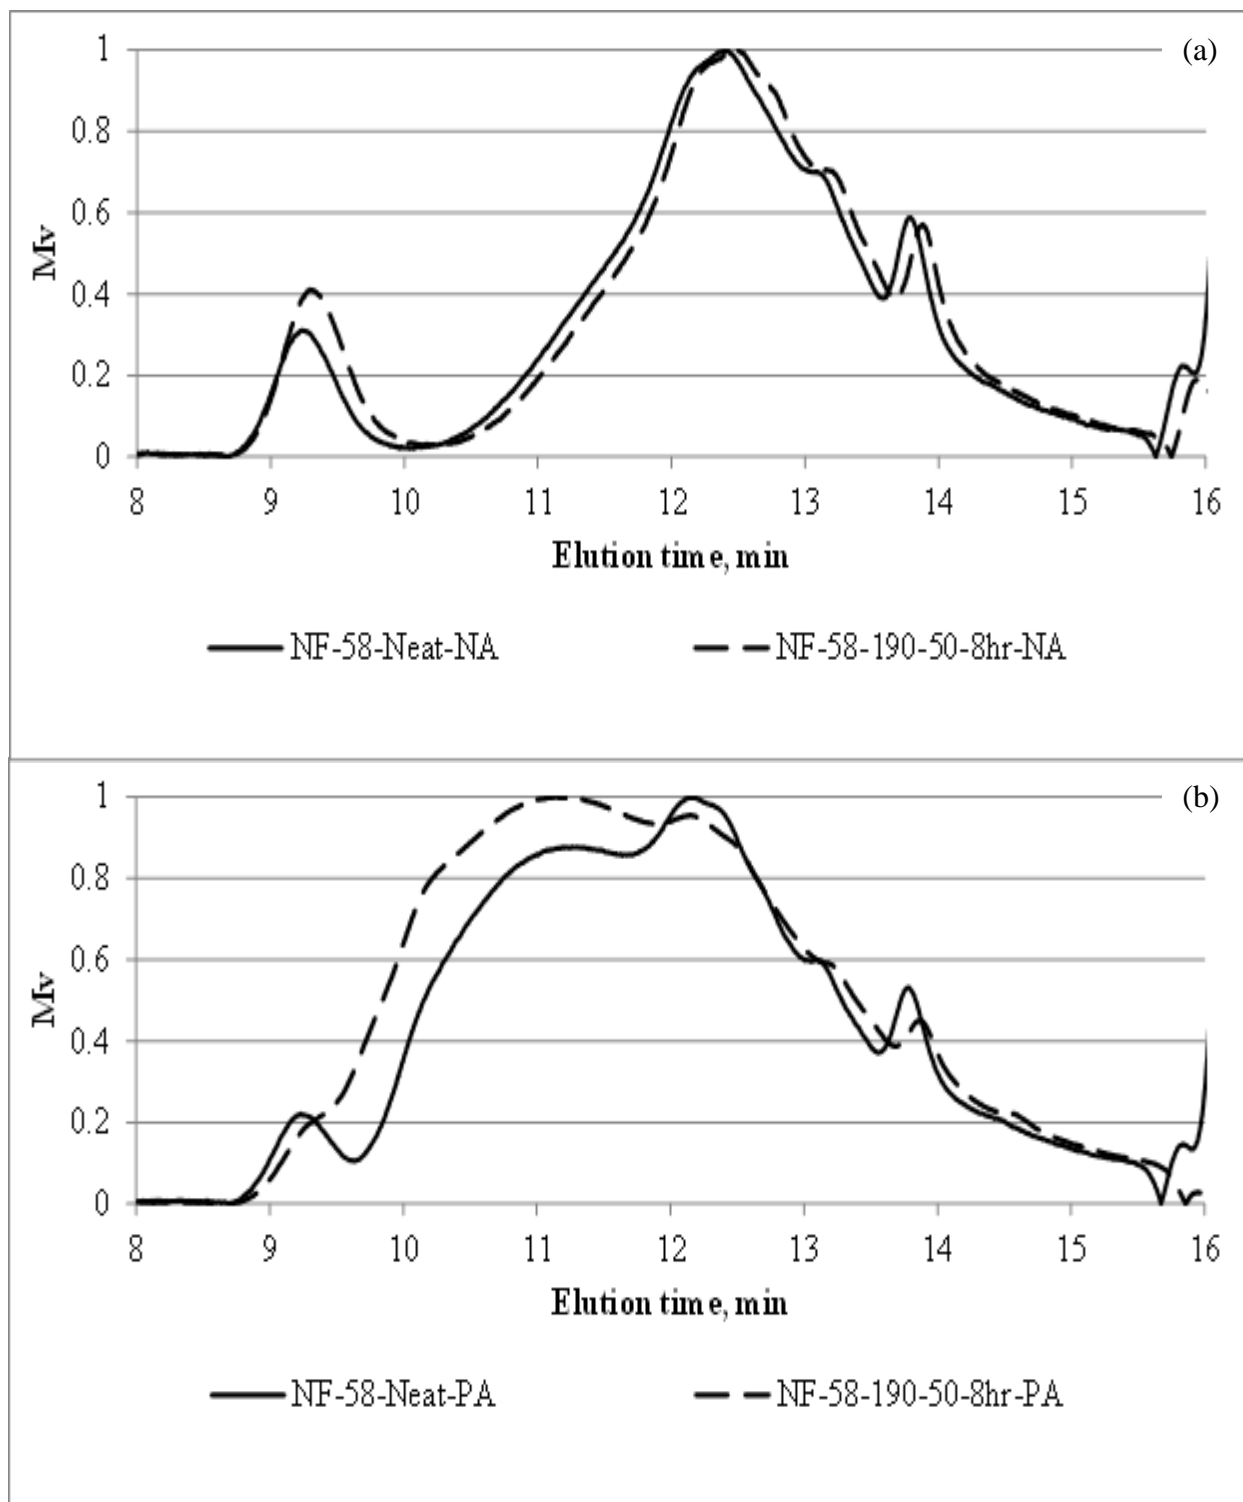 (a)
1
0.8
0.6
0.4
0.2
0
Mv
8 9 10 11 12 13 14 15 16
Elution time, min
NF-58-Neat-NA NF-58-190-50-8hr-NA
(b)
1
0.8
0.6
0.4
0.2
0
Mv
8 9 10 11 12 13 14 15 16
Elution time, min
NF-58-Neat-PA NF-58-190-50-8hr-PA